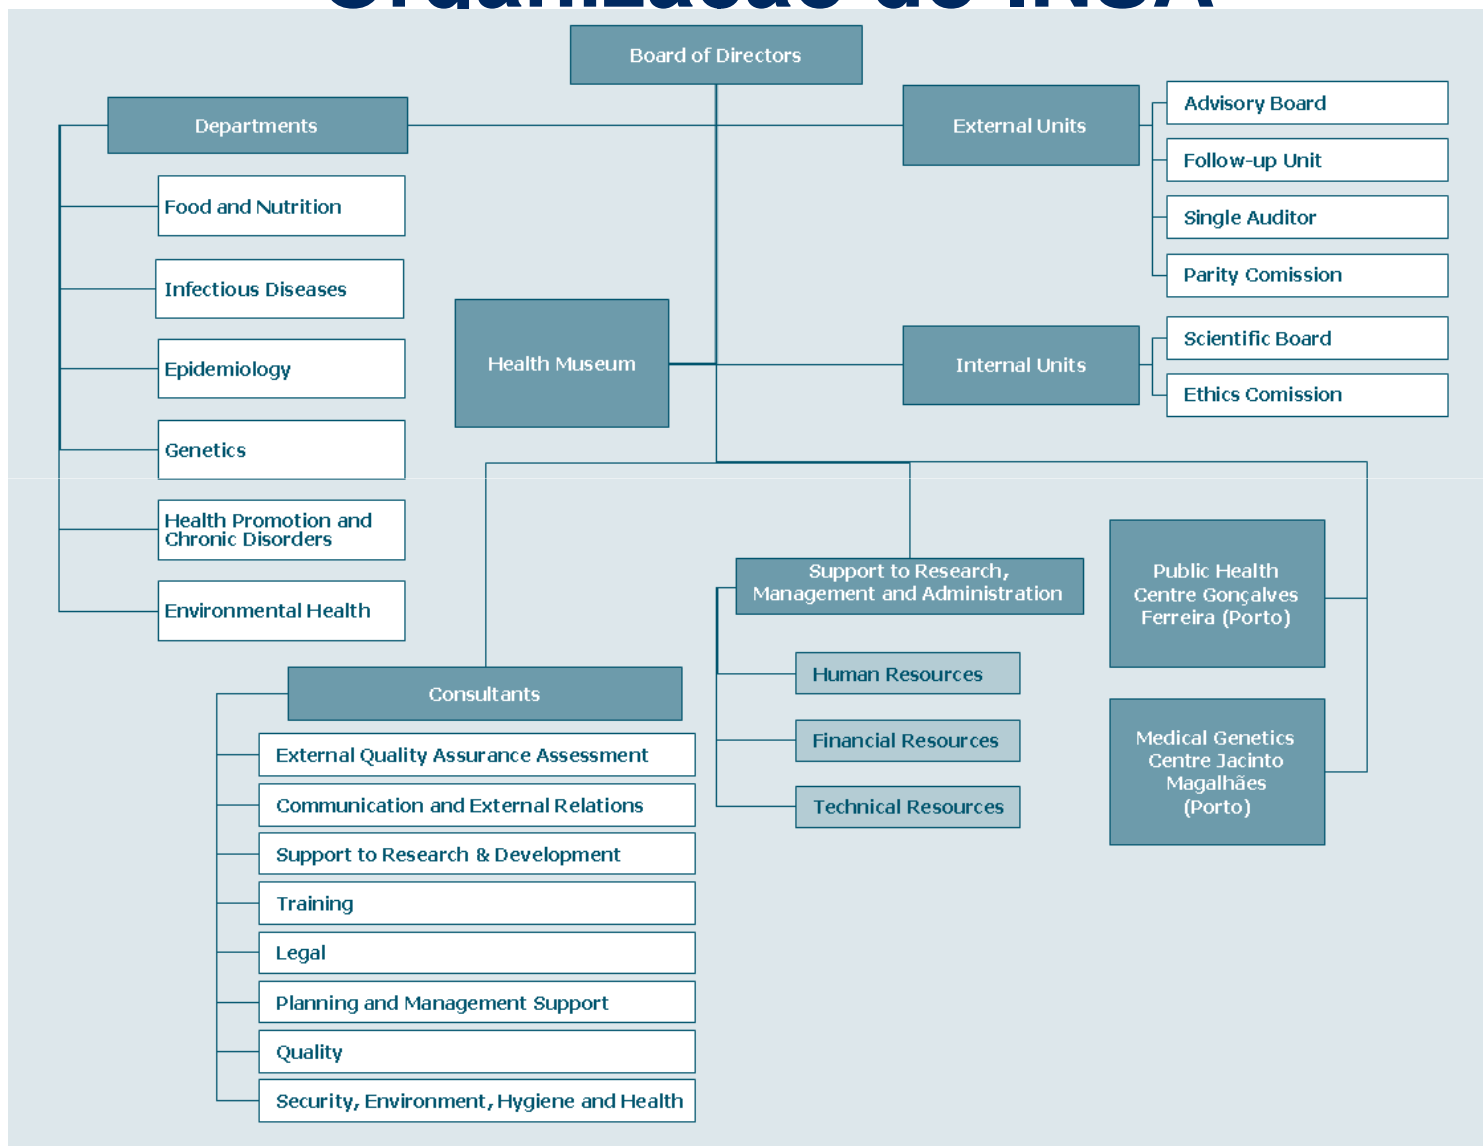 Organização do INSA
Board of Directors
Departments
External Units
Advisory Board
Follow-up Unit
Single Auditor
Parity Comission
Food and Nutrition
Infectious Diseases
Epidemiology
Genetics
Health Promotion and
Chronic Disorders
Environmental Health
Health Museum
Internal Units
Scientific Board
Ethics Comission
Support to Research,
Management and Administration
Human Resources
Financial Resources
Technical Resources
Public Health
Centre Gonçalves
Ferreira (Porto)
Medical Genetics
Centre Jacinto
Magalhães
(Porto)
Consultants
External Quality Assurance Assessment
Communication and External Relations
Support to Research & Development
Training
Legal
Planning and Management Support
Quality
Security, Environment, Hygiene and Health